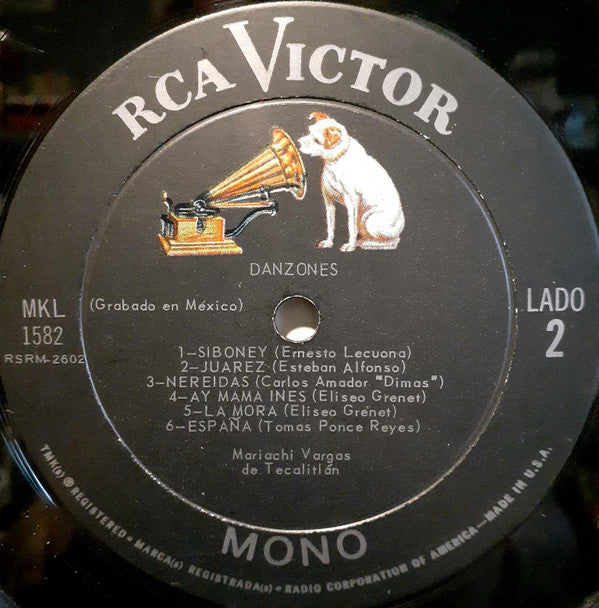 RCA VICTOR
DANZONES
MKL
1582
RSRM-2602
(Grabado en México)
LADO
2
1—SIBONEY (Ernesto Lecuona)
2—JUAREZ (Esteban Alfonso)
3—NEREIDAS (Carlos Amador "Dimas")
4—AY MAMA INES (Eliseo Grenet)
5—LA MORA (Eliseo Grenet)
6—ESPAÑA (Tomas Ponce Reyes)
Mariachi Vargas
de Tecalitlán
MONO
TMK(s) ® REGISTERED • MARCA(s) REGISTRADA(s) • RADIO CORPORATION OF AMERICA—MADE IN U.S.A.